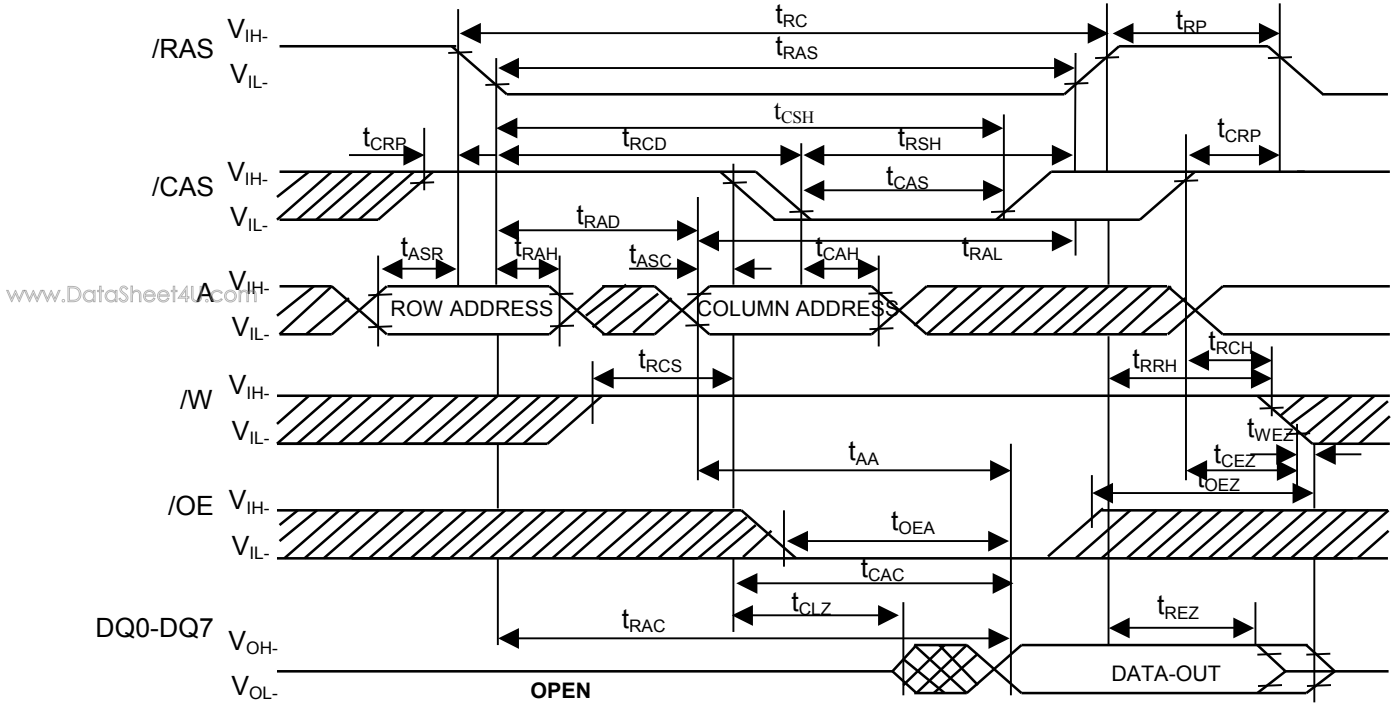 tRC
tRP
/RAS
VIH-
VIL-
tRAS
tCSH
tCRP
tRCD
tRSH
tCRP
/CAS
VIH-
VIL-
tCAS
tRAD
tRAL
tASR
tRAH
tASC
tCAH
www.DataSheet4U.com
A
VIH-
VIL-
ROW ADDRESS
COLUMN ADDRESS
tRCH
tRCS
tRRH
/W
VIH-
VIL-
tWEZ
tAA
tCEZ
tOEZ
/OE
VIH-
VIL-
tOEA
tCAC
tCLZ
tREZ
DQ0-DQ7
tRAC
VOH-
VOL-
DATA-OUT
OPEN